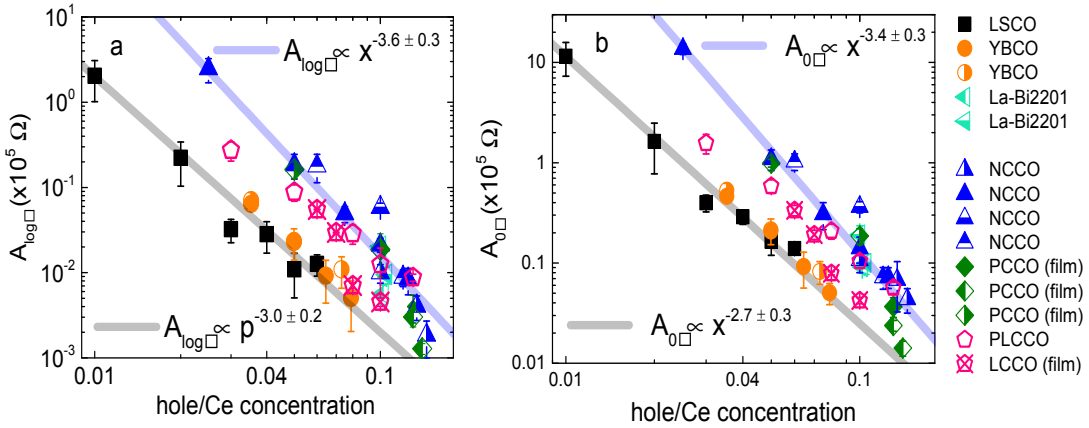 a
A_log□ ∝ x^-3.6 ± 0.3
A_log□ ∝ p^-3.0 ± 0.2
A_log□(x10^5 Ω)
10^1
10^0
10^-1
10^-2
10^-3
0.01
0.04
0.1
hole/Ce concentration
b
A_0□ ∝ x^-3.4 ± 0.3
A_0□ ∝ x^-2.7 ± 0.3
A_0□(x10^5 Ω)
10
1
0.1
0.01
0.01
0.04
0.1
hole/Ce concentration
LSCO
YBCO
YBCO
La-Bi2201
La-Bi2201
NCCO
NCCO
NCCO
NCCO
PCCO (film)
PCCO (film)
PCCO (film)
PLCCO
LCCO (film)